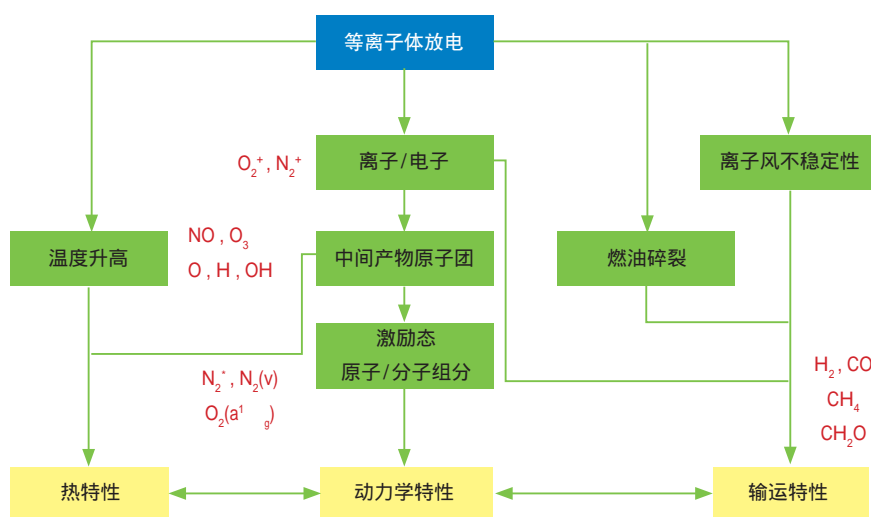 等离子体放电
O₂⁺ , N₂⁺
离子/电子
离子风不稳定性
温度升高
NO , O₃
O , H , OH
中间产物原子团
燃油碎裂
激励态
原子/分子组分
N₂* , N₂(v)
O₂(a¹ g)
H₂ , CO
CH₄
CH₂O
热特性
动力学特性
输运特性